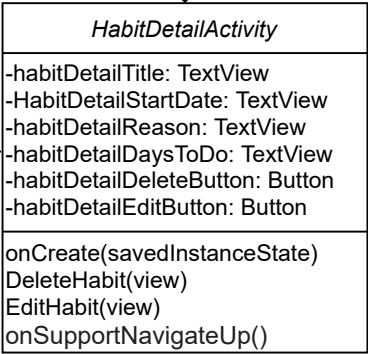 HabitDetailActivity
-habitDetailTitle: TextView
-HabitDetailStartDate: TextView
-habitDetailReason: TextView
-habitDetailDaysToDo: TextView
-habitDetailDeleteButton: Button
-habitDetailEditButton: Button
onCreate(savedInstanceState)
DeleteHabit(view)
EditHabit(view)
onSupportNavigateUp()